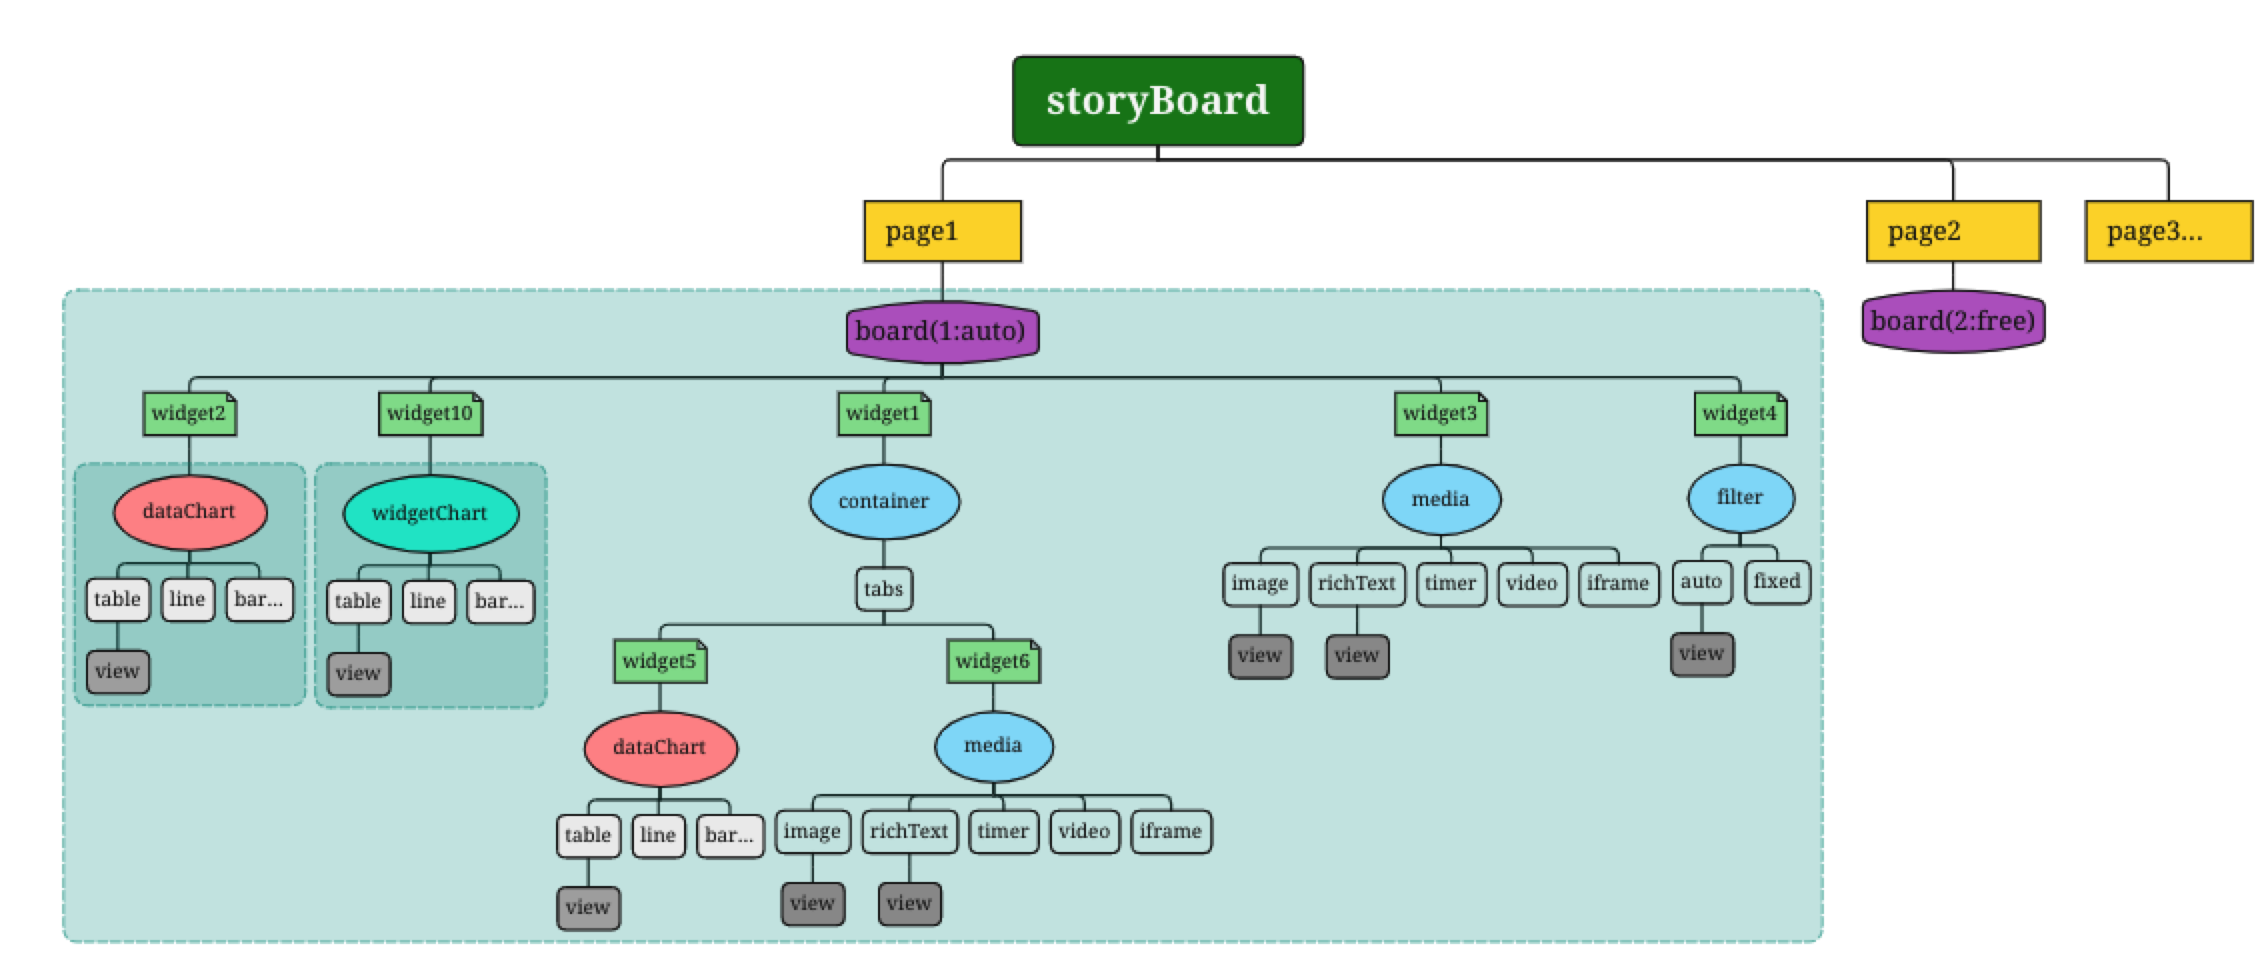 storyBoard
page1
page2
page3...
board(1:auto)
board(2:free)
widget2
widget10
widget1
widget3
widget4
dataChart
widgetChart
container
media
filter
table
line
bar...
table
line
bar...
tabs
image
richText
timer
video
iframe
auto
fixed
view
view
view
view
view
widget5
widget6
dataChart
media
table
line
bar...
image
richText
timer
video
iframe
view
view
view